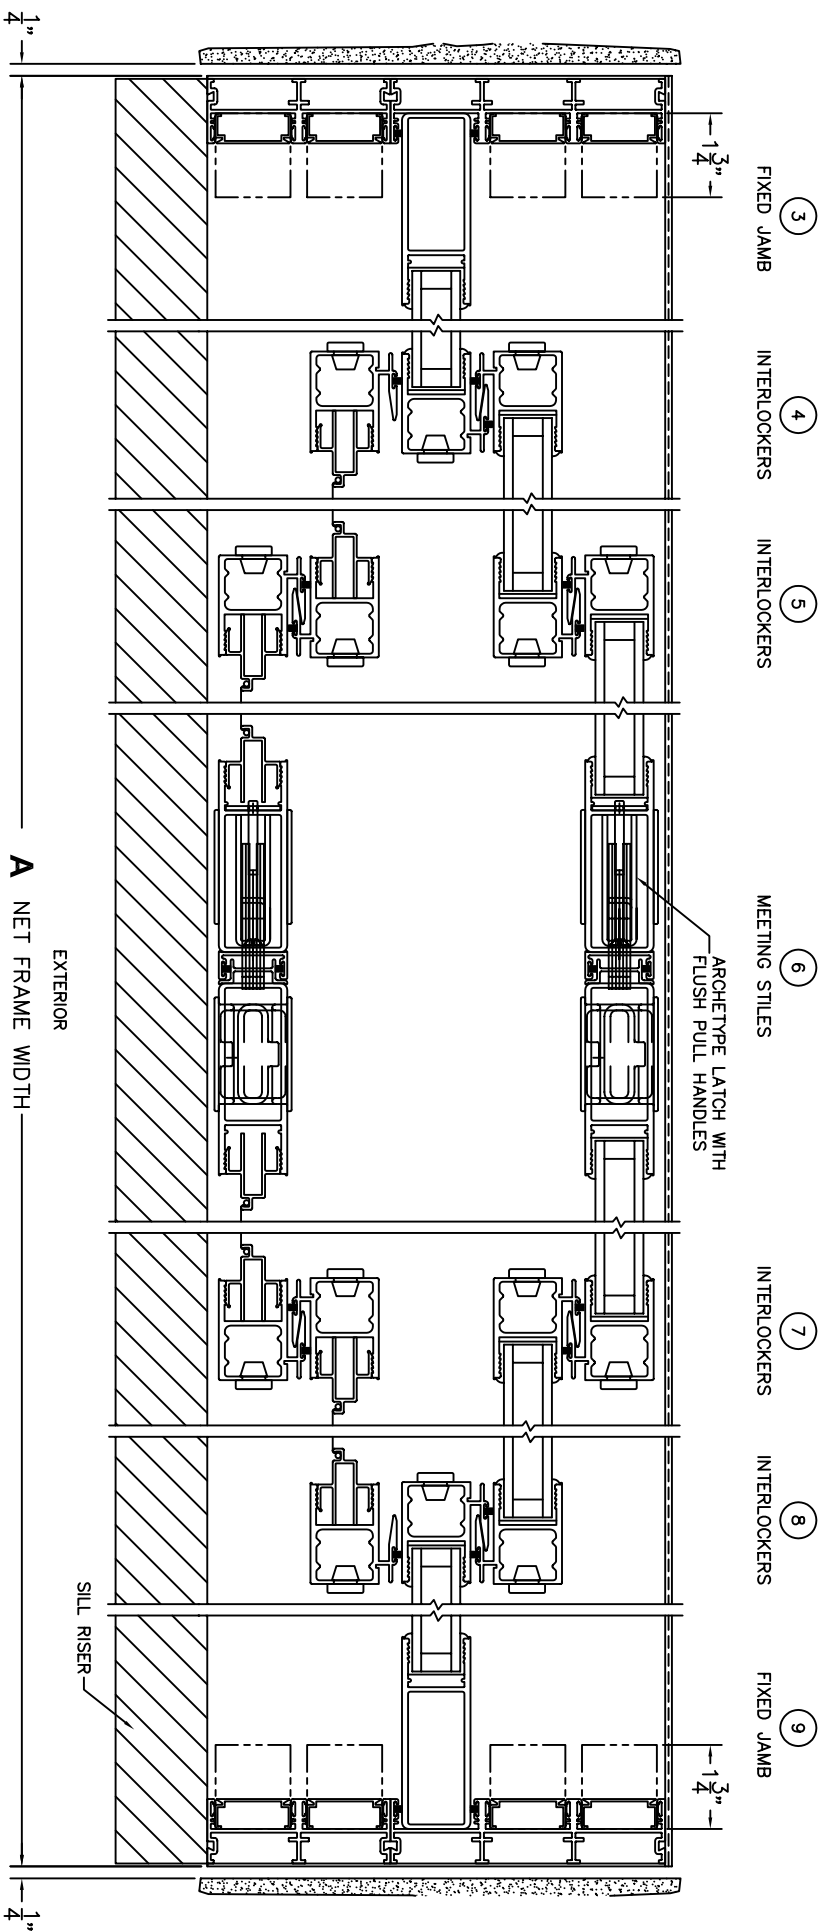 3
FIXED JAMB
4
INTERLOCKERS
5
INTERLOCKERS
6
MEETING STILES
7
INTERLOCKERS
8
INTERLOCKERS
9
FIXED JAMB
1 3/4"
1 3/4"
ARCHETYPE LATCH WITH
FLUSH PULL HANDLES
SILL RISER
EXTERIOR
1/4"
A NET FRAME WIDTH
1/4"